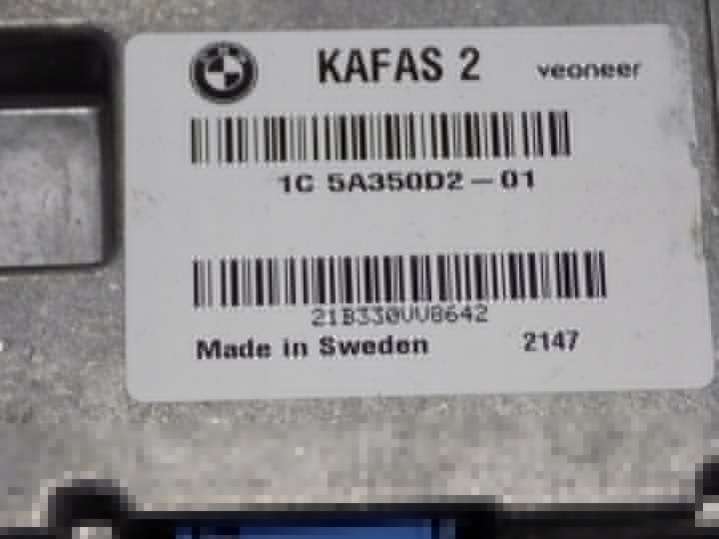 KAFAS 2 veoneer
1C 5A350D2-01
21B330VV8642
Made in Sweden 2147